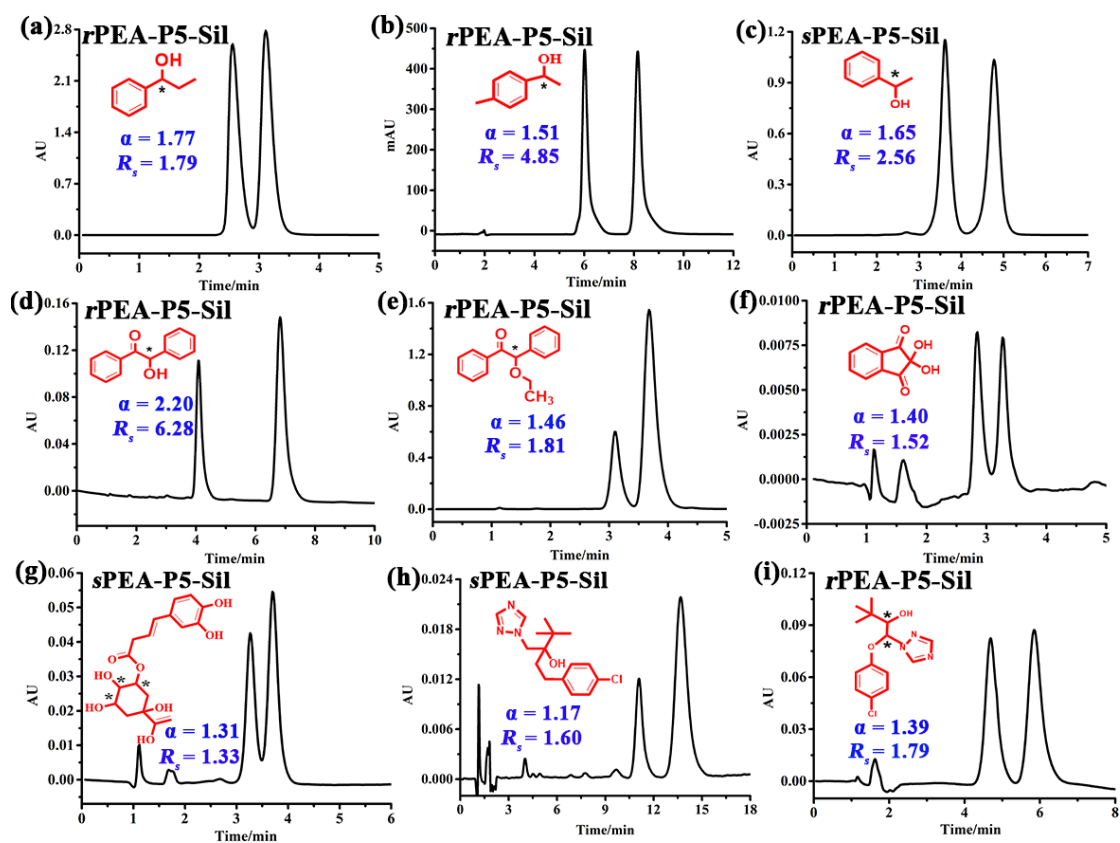 (a) rPEA-P5-Sil
OH
*
α = 1.77
Rs = 1.79
AU
2.8
2.1
1.4
0.7
0.0
0 1 2 3 4 5
Time/min
(b) rPEA-P5-Sil
OH
*
α = 1.51
Rs = 4.85
mAU
500
400
300
200
100
0
0 2 4 6 8 10 12
Time/min
(c) sPEA-P5-Sil
*
OH
α = 1.65
Rs = 2.56
AU
1.2
0.9
0.6
0.3
0.0
0 1 2 3 4 5 6 7
Time/min
(d) rPEA-P5-Sil
O
*
OH
α = 2.20
Rs = 6.28
AU
0.16
0.12
0.08
0.04
0.00
0 2 4 6 8 10
Time/min
(e) rPEA-P5-Sil
O
*
O
CH3
α = 1.46
Rs = 1.81
AU
1.6
1.2
0.8
0.4
0.0
0 1 2 3 4 5
Time/min
(f) rPEA-P5-Sil
O
OH
OH
O
α = 1.40
Rs = 1.52
AU
0.0100
0.0075
0.0050
0.0025
0.0000
-0.0025
0 1 2 3 4 5
Time/min
(g) sPEA-P5-Sil
OH
OH
O
O
HO
*
*
*
HO
OH
HO
α = 1.31
Rs = 1.33
AU
0.06
0.05
0.04
0.03
0.02
0.01
0.00
0 1 2 3 4 5 6
Time/min
(h) sPEA-P5-Sil
N
N
N
OH
Cl
α = 1.17
Rs = 1.60
AU
0.024
0.018
0.012
0.006
0.000
0 3 6 9 12 15 18
Time/min
(i) rPEA-P5-Sil
*
OH
*
O
N
N
N
Cl
α = 1.39
Rs = 1.79
AU
0.12
0.09
0.06
0.03
0.00
0 2 4 6 8
Time/min